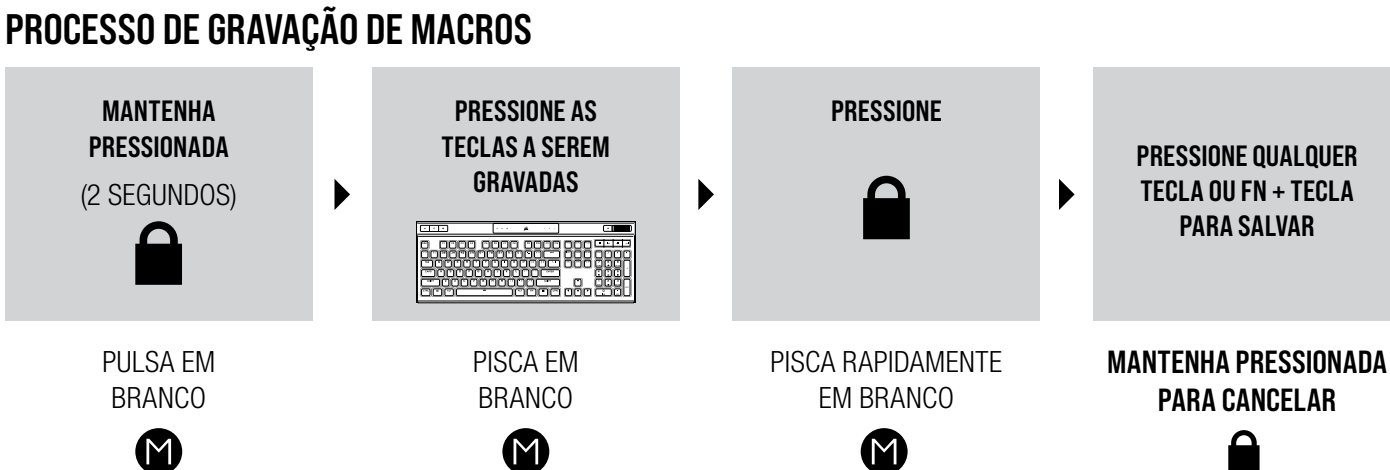 PROCESSO DE GRAVAÇÃO DE MACROS
MANTENHA
PRESSIONADA
(2 SEGUNDOS)
PULSA EM
BRANCO
M
PRESSIONE AS
TECLAS A SEREM
GRAVADAS
PISCA EM
BRANCO
M
PRESSIONE
PISCA RAPIDAMENTE
EM BRANCO
M
PRESSIONE QUALQUER
TECLA OU FN + TECLA
PARA SALVAR
MANTENHA PRESSIONADA
PARA CANCELAR